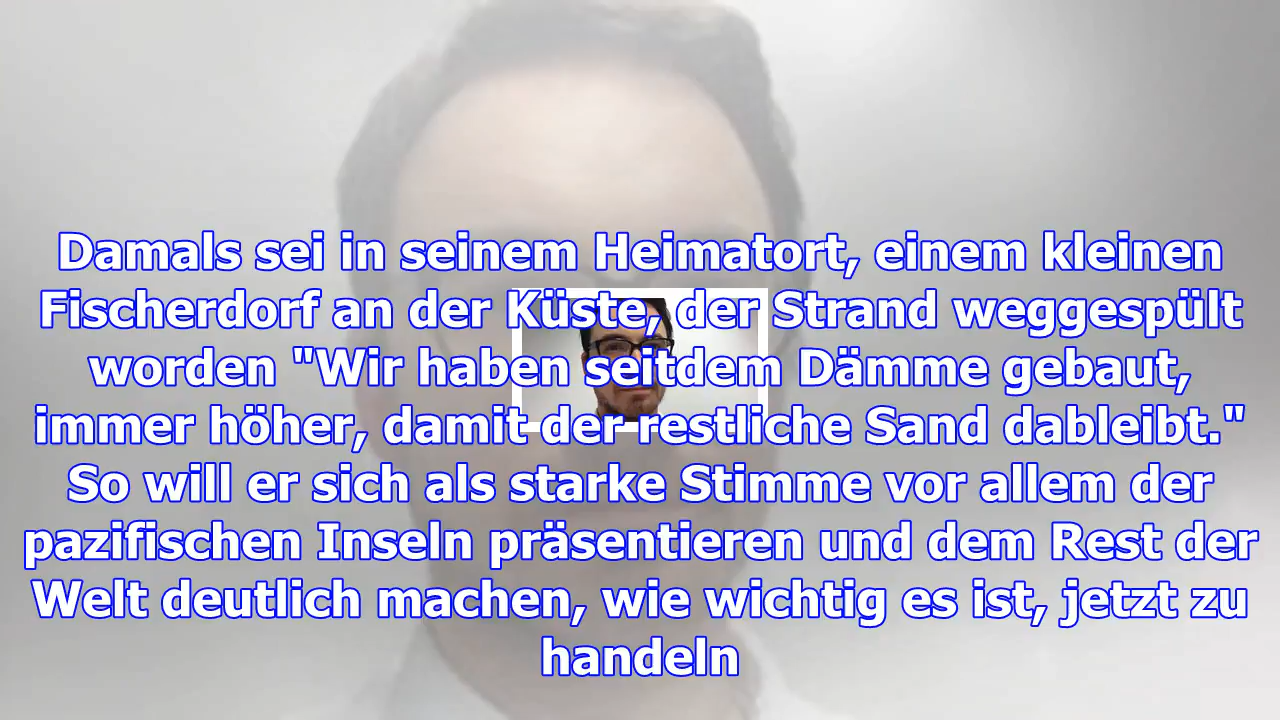 Damals sei in seinem Heimatort, einem kleinen
Fischerdorf an der Küste, der Strand weggespült
worden "Wir haben seitdem Dämme gebaut,
immer höher, damit der restliche Sand dableibt."
So will er sich als starke Stimme vor allem der
pazifischen Inseln präsentieren und dem Rest der
Welt deutlich machen, wie wichtig es ist, jetzt zu
handeln